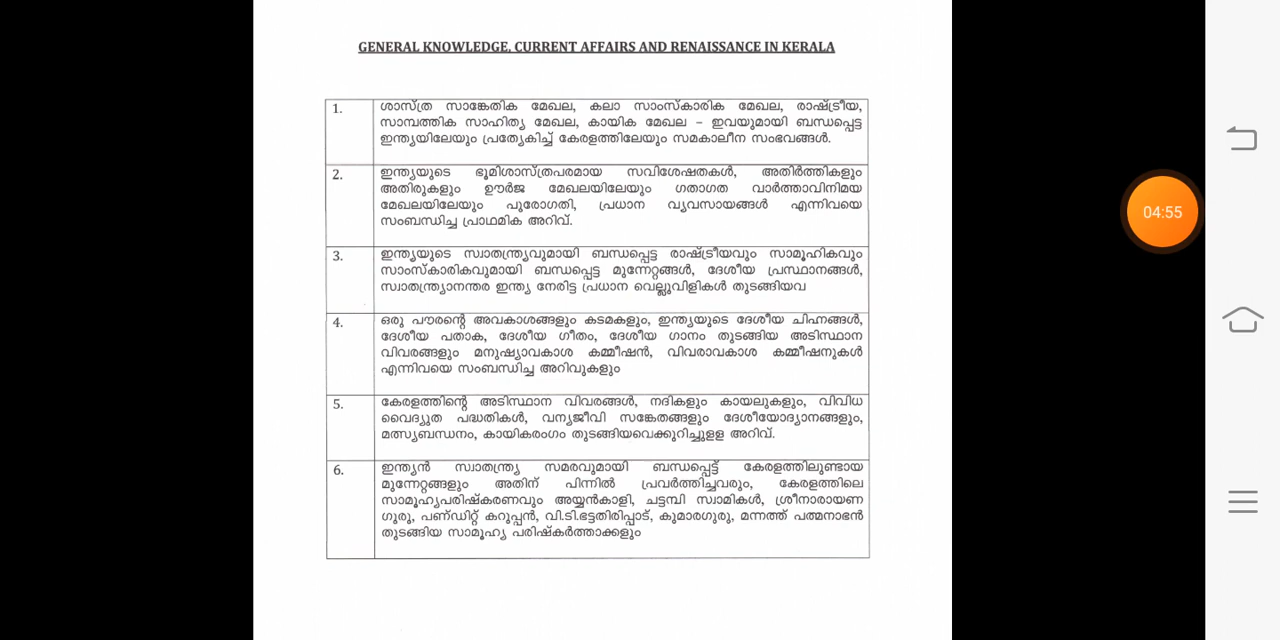 GENERAL KNOWLEDGE, CURRENT AFFAIRS AND RENAISSANCE IN KERALA
1. ശാസ്ത്ര സാങ്കേതിക മേഖല, കലാ സാംസ്കാരിക മേഖല, രാഷ്ട്രീയ,
സാമ്പത്തിക സാഹിത്യ മേഖല, കായിക മേഖല – ഇവയുമായി ബന്ധപ്പെട്ട
ഇന്ത്യയിലേയും പ്രത്യേകിച്ച് കേരളത്തിലേയും സമകാലീന സംഭവങ്ങൾ.
2. ഇന്ത്യയുടെ ഭൂമിശാസ്ത്രപരമായ സവിശേഷതകൾ, അതിർത്തികളും
അതിരുകളും ഊർജ മേഖലയിലേയും ഗതാഗത വാർത്താവിനിമയ
മേഖലയിലേയും പുരോഗതി, പ്രധാന വ്യവസായങ്ങൾ എന്നിവയെ
സംബന്ധിച്ച പ്രാഥമിക അറിവ്.
3. ഇന്ത്യയുടെ സ്വാതന്ത്ര്യവുമായി ബന്ധപ്പെട്ട രാഷ്ട്രീയവും സാമൂഹികവും
സാംസ്കാരികവുമായി ബന്ധപ്പെട്ട മുന്നേറ്റങ്ങൾ, ദേശീയ പ്രസ്ഥാനങ്ങൾ,
സ്വാതന്ത്ര്യാനന്തര ഇന്ത്യ നേരിട്ട പ്രധാന വെല്ലുവിളികൾ തുടങ്ങിയവ
4. ഒരു പൗരന്റെ അവകാശങ്ങളും കടമകളും, ഇന്ത്യയുടെ ദേശീയ ചിഹ്നങ്ങൾ,
ദേശീയ പതാക, ദേശീയ ഗീതം, ദേശീയ ഗാനം തുടങ്ങിയ അടിസ്ഥാന
വിവരങ്ങളും മനുഷ്യാവകാശ കമ്മീഷൻ, വിവരാവകാശ കമ്മീഷനുകൾ
എന്നിവയെ സംബന്ധിച്ച അറിവുകളും
5. കേരളത്തിന്റെ അടിസ്ഥാന വിവരങ്ങൾ, നദികളും കായലുകളും, വിവിധ
വൈദ്യുത പദ്ധതികൾ, വന്യജീവി സങ്കേതങ്ങളും ദേശീയോദ്യാനങ്ങളും,
മത്സ്യബന്ധനം, കായികരംഗം തുടങ്ങിയവെക്കുറിച്ചുളള അറിവ്.
6. ഇന്ത്യൻ സ്വാതന്ത്ര്യ സമരവുമായി ബന്ധപ്പെട്ട് കേരളത്തിലുണ്ടായ
മുന്നേറ്റങ്ങളും അതിന് പിന്നിൽ പ്രവർത്തിച്ചവരും, കേരളത്തിലെ
സാമൂഹ്യപരിഷ്കരണവും അയ്യൻകാളി, ചട്ടമ്പി സ്വാമികൾ, ശ്രീനാരായണ
ഗുരു, പണ്ഡിറ്റ് കറുപ്പൻ, വി.ടി.ഭട്ടതിരിപ്പാട്, കുമാരഗുരു, മന്നത്ത് പത്മനാഭൻ
തുടങ്ങിയ സാമൂഹ്യ പരിഷ്കർത്താക്കളും
04:55